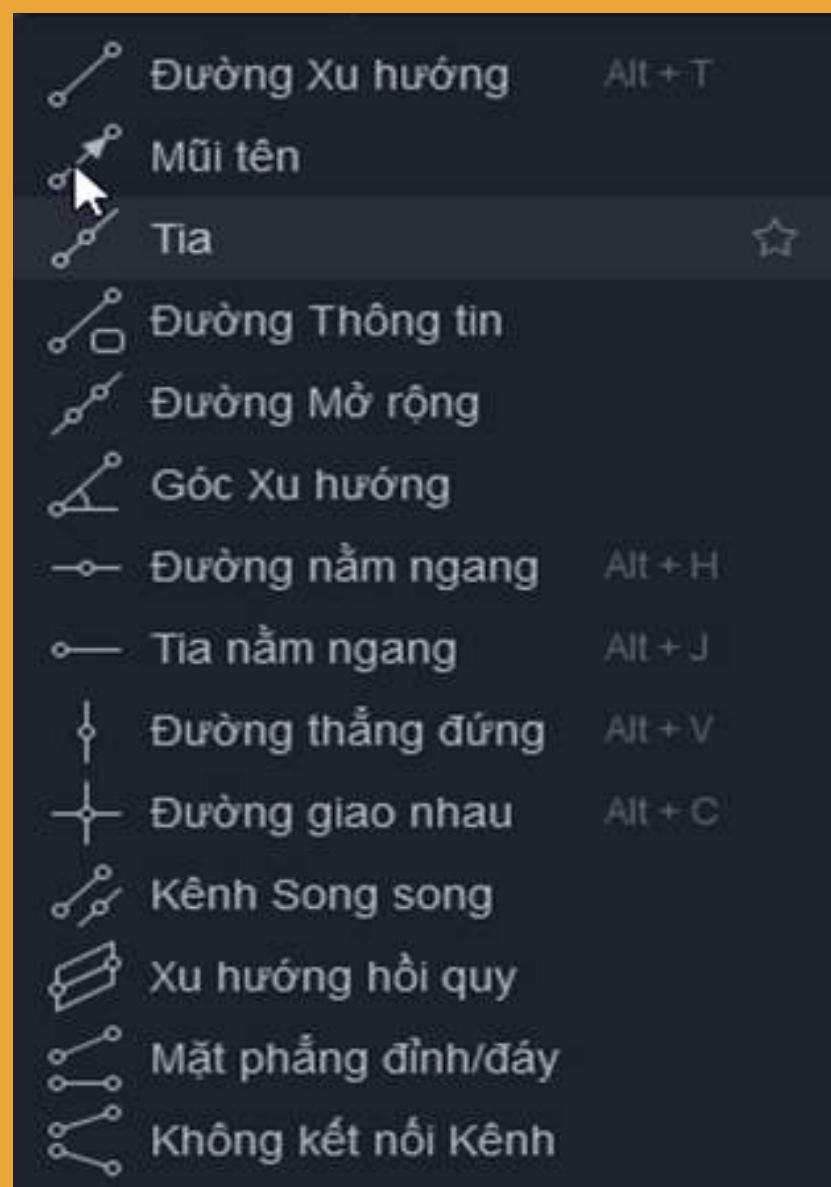 Đường Xu hướng Alt + T
Mũi tên
Tia
Đường Thông tin
Đường Mở rộng
Góc Xu hướng
Đường nằm ngang Alt + H
Tia nằm ngang Alt + J
Đường thẳng đứng Alt + V
Đường giao nhau Alt + C
Kênh Song song
Xu hướng hồi quy
Mặt phẳng đỉnh/đáy
Không kết nối Kênh